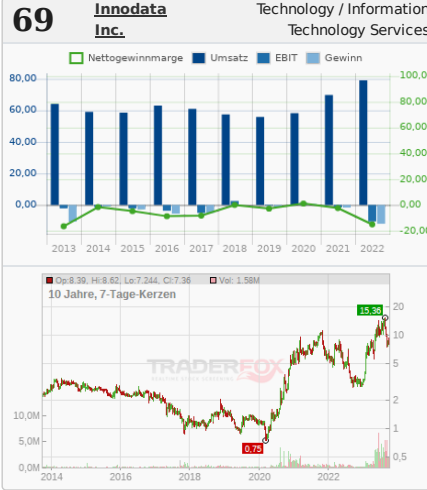 69
Innodata
Inc.
Technology / Information
Technology Services
Nettogewinnmarge Umsatz EBIT Gewinn
80,00 100,0
80,00
60,00 60,00
40,00 40,00
20,00 20,00
0,00 0,00
-20,0
2013 2014 2015 2016 2017 2018 2019 2020 2021 2022
Op:8.39, Hi:8.62, Lo:7.244, Cl:7.36 Vol: 1.58M
10 Jahre, 7-Tage-Kerzen
15,36
20
10
TRADERFOX
5
2
10,0M
1
5,0M
0,75
0,5
0,0M
2014 2016 2018 2020 2022